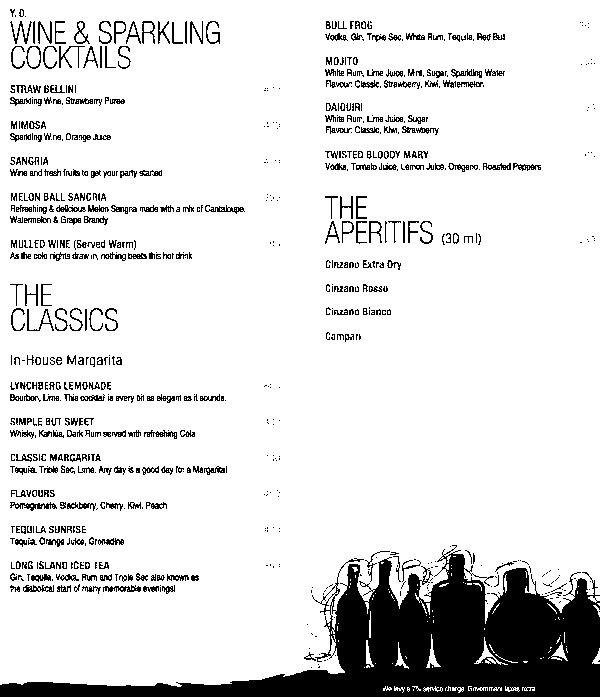 Y. O.
WINE & SPARKLING
COCKTAILS
STRAW BELLINI
Sparkling Wine, Strawberry Puree
MIMOSA
Sparkling Wine, Orange Juice
SANGRIA
Wine and fresh fruits to get your party started
MELON BALL SANGRIA
Refreshing & delicious Melon Sangria made with a mix of Cantaloupe,
Watermelon & Grape Brandy
MULLED WINE (Served Warm)
As the cold nights draw in, nothing beats this hot drink
THE
CLASSICS
In-House Margarita
LYNCHBERG LEMONADE
Bourbon, Lime. This cocktail is every bit as elegant as it sounds.
SIMPLE BUT SWEET
Whisky, Kahlua, Dark Rum served with refreshing Cola
CLASSIC MARGARITA
Tequila, Triple Sec, Lime. Any day is a good day for a Margarita!
FLAVOURS
Pomegranate, Blackberry, Cherry, Kiwi, Peach
TEQUILA SUNRISE
Tequila, Orange Juice, Grenadine
LONG ISLAND ICED TEA
Gin, Tequila, Vodka, Rum and Triple Sec also known as
the diabolical start of many memorable evenings!
BULL FROG
Vodka, Gin, Triple Sec, White Rum, Tequila, Red Bull
MOJITO
White Rum, Lime Juice, Mint, Sugar, Sparkling Water
Flavour: Classic, Strawberry, Kiwi, Watermelon
DAIQUIRI
White Rum, Lime Juice, Sugar
Flavour: Classic, Kiwi, Strawberry
TWISTED BLOODY MARY
Vodka, Tomato Juice, Lemon Juice, Oregano, Roasted Peppers
THE
APERITIFS (30 ml)
Cinzano Extra Dry
Cinzano Rosso
Cinzano Bianco
Campari
We levy a 7% service charge. Government taxes extra